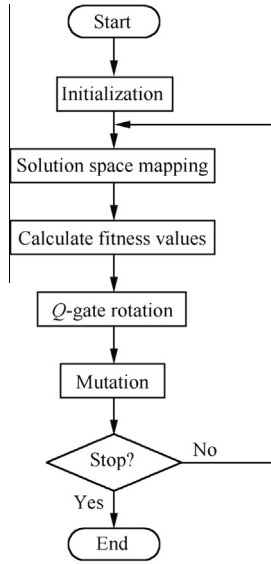 Start
Initialization
Solution space mapping
Calculate fitness values
Q-gate rotation
Mutation
Stop?
No
Yes
End